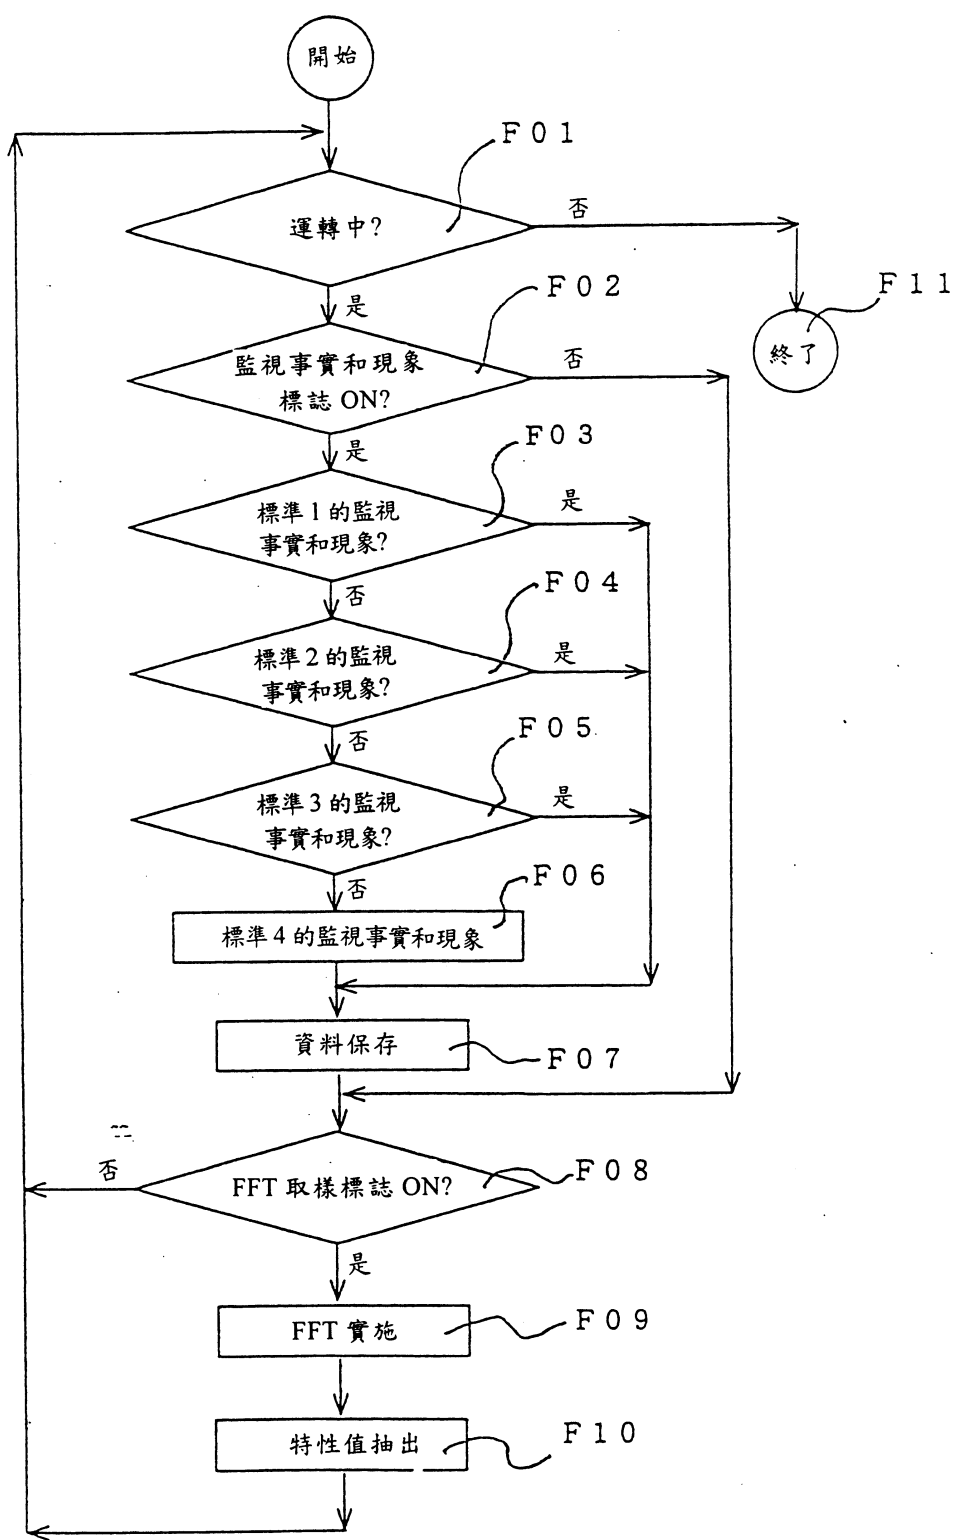 開始
F01
運轉中?
否
F11
終了
是
F02
監視事實和現象
標誌 ON?
否
是
F03
標準1的監視
事實和現象?
是
否
F04
標準2的監視
事實和現象?
是
否
F05
標準3的監視
事實和現象?
是
否
F06
標準4的監視事實和現象
資料保存
F07
否
FFT 取樣標誌 ON?
F08
是
FFT 實施
F09
特性值抽出
F10